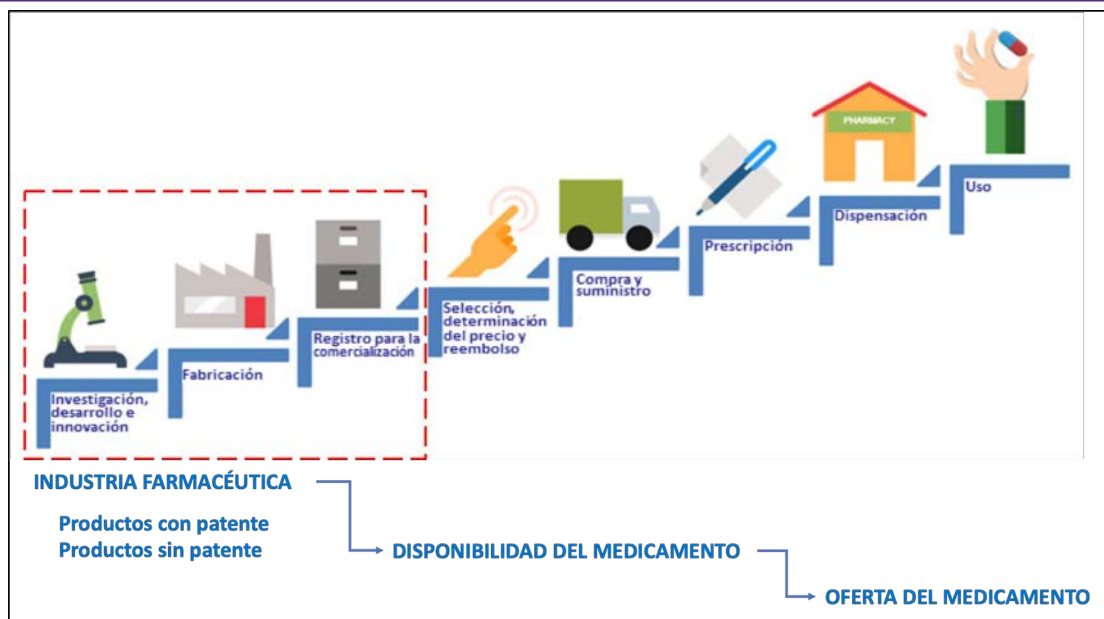 PHARMACY
Uso
Dispensación
Prescripción
Compra y
suministro
Selección,
determinación
del precio y
reembolso
Registro para la
comercialización
Fabricación
Investigación,
desarrollo e
innovación
INDUSTRIA FARMACÉUTICA
Productos con patente
Productos sin patente
DISPONIBILIDAD DEL MEDICAMENTO
OFERTA DEL MEDICAMENTO